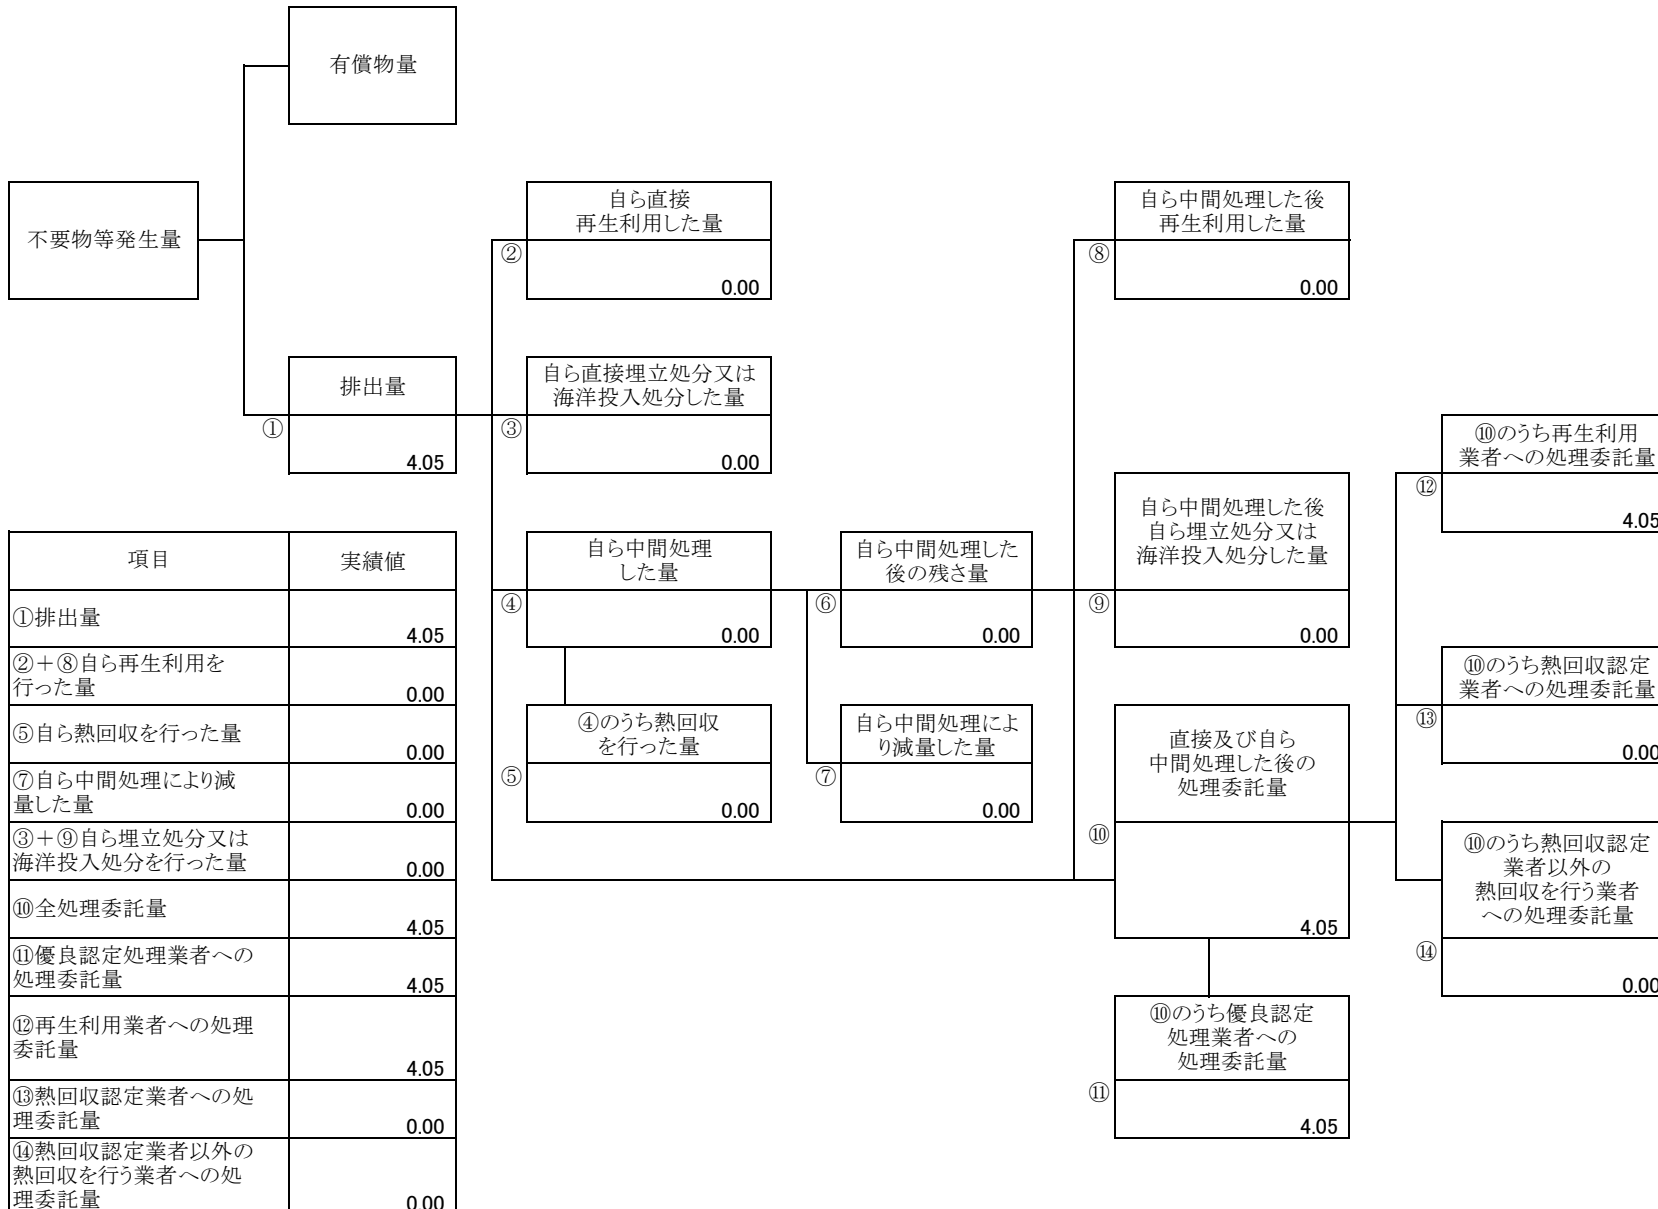 有償物量
不要物等発生量
自ら直接
再生利用した量
②
0.00
自ら中間処理した後
再生利用した量
⑧
0.00
排出量
①
4.05
自ら直接埋立処分又は
海洋投入処分した量
③
0.00
⑩のうち再生利用
業者への処理委託量
⑫
4.05
自ら中間処理
した量
④
0.00
自ら中間処理した
後の残さ量
⑥
0.00
自ら中間処理した後
自ら埋立処分又は
海洋投入処分した量
⑨
0.00
⑩のうち熱回収認定
業者への処理委託量
⑬
0.00
④のうち熱回収
を行った量
⑤
0.00
自ら中間処理によ
り減量した量
⑦
0.00
直接及び自ら
中間処理した後の
処理委託量
⑩
4.05
⑩のうち熱回収認定
業者以外の
熱回収を行う業者
への処理委託量
⑭
0.00
⑩のうち優良認定
処理業者への
処理委託量
⑪
4.05
項目 実績値
①排出量
4.05
②+⑧自ら再生利用を
行った量
0.00
⑤自ら熱回収を行った量
0.00
⑦自ら中間処理により減
量した量
0.00
③+⑨自ら埋立処分又は
海洋投入処分を行った量
0.00
⑩全処理委託量
4.05
⑪優良認定処理業者への
処理委託量
4.05
⑫再生利用業者への処理
委託量
4.05
⑬熱回収認定業者への処
理委託量
0.00
⑭熱回収認定業者以外の
熱回収を行う業者への処
理委託量
0.00